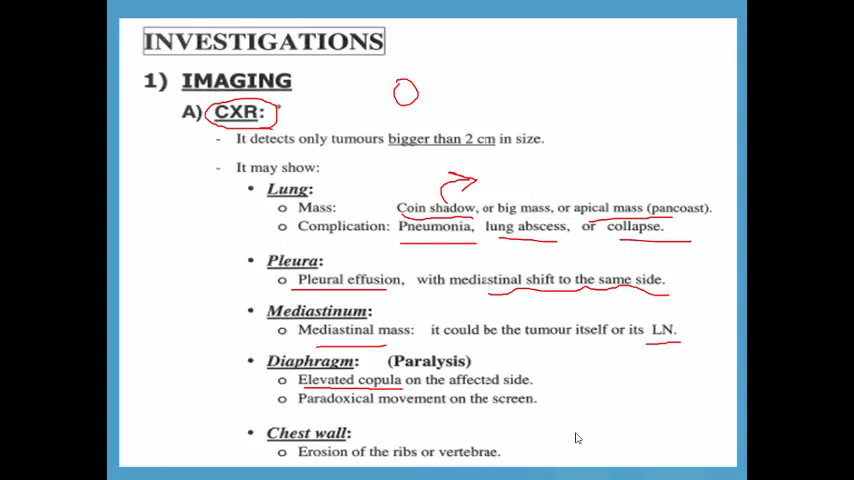 INVESTIGATIONS
1) IMAGING
A) CXR:
- It detects only tumours bigger than 2 cm in size.
- It may show:
• Lung:
o Mass: Coin shadow, or big mass, or apical mass (pancoast).
o Complication: Pneumonia, lung abscess, or collapse.
• Pleura:
o Pleural effusion, with mediastinal shift to the same side.
• Mediastinum:
o Mediastinal mass: it could be the tumour itself or its LN.
• Diaphragm: (Paralysis)
o Elevated copula on the affected side.
o Paradoxical movement on the screen.
• Chest wall:
o Erosion of the ribs or vertebrae.